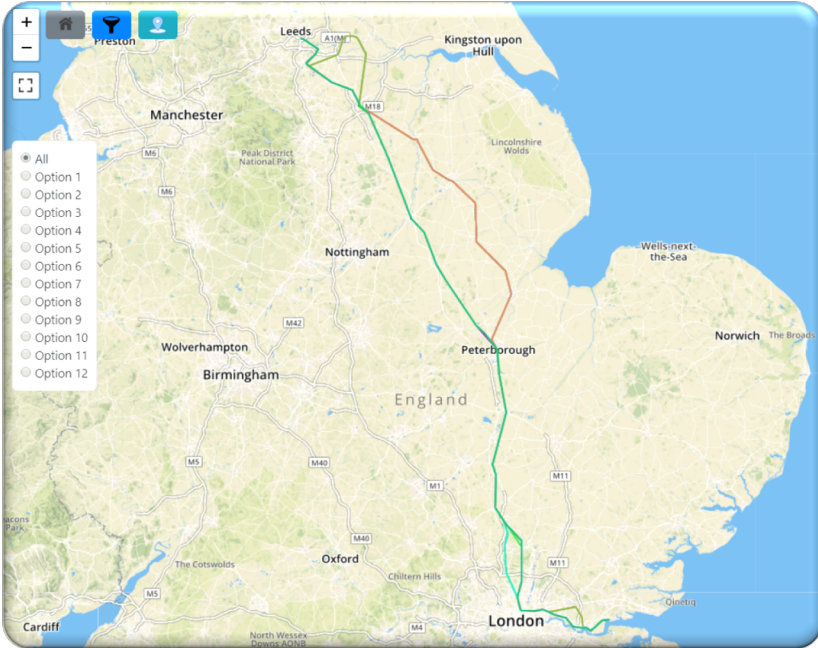 +
−
Preston
Leeds
A1(M)
Kingston upon
Hull
M18
Manchester
Peak District
National Park
Lincolnshire
Wolds
M6
M6
All
Option 1
Option 2
Option 3
Option 4
Option 5
Option 6
Option 7
Option 8
Option 9
Option 10
Option 11
Option 12
Nottingham
Wells-next-
the-Sea
M42
Wolverhampton
Birmingham
Peterborough
Norwich
The Broads
England
M5
M40
M1
M11
M40
Oxford
The Cotswolds
Chiltern Hills
M11
M5
Qinetiq
London
M4
Cardiff
North Wessex
Downs AONB